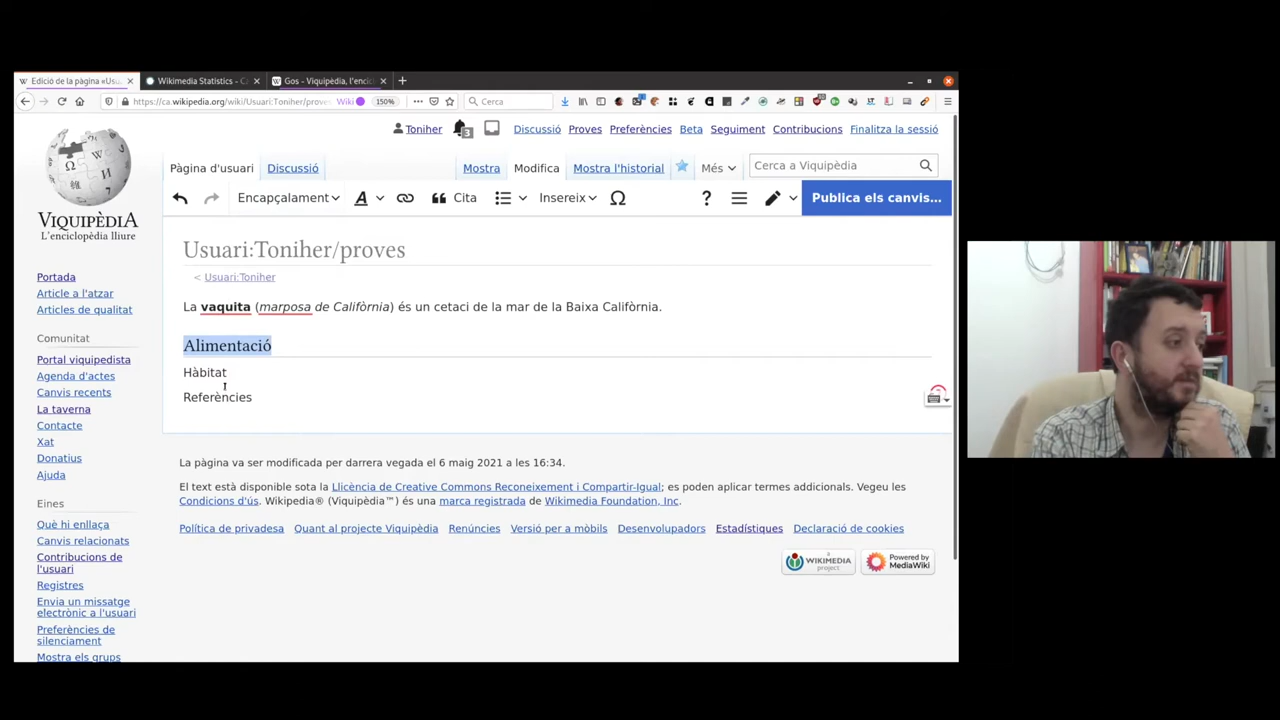 Edició de la pàgina «Usu...
Wikimedia Statistics - C
Gos - Viquipèdia, l'enci
https://ca.wikipedia.org/wiki/Usuari:Toniher/proves
Wiki
150%
Cerca
Toniher
3
Discussió
Proves
Preferències
Beta
Seguiment
Contribucions
Finalitza la sessió
Pàgina d'usuari
Discussió
Mostra
Modifica
Mostra l'historial
Més
Cerca a Viquipèdia
Encapçalament
A
Cita
Insereix
Ω
?
Publica els canvis...
VIQUIPÈDIA
L'enciclopèdia lliure
Portada
Article a l'atzar
Articles de qualitat
Comunitat
Portal viquipedista
Agenda d'actes
Canvis recents
La taverna
Contacte
Xat
Donatius
Ajuda
Eines
Què hi enllaça
Canvis relacionats
Contribucions de
l'usuari
Registres
Envia un missatge
electrònic a l'usuari
Preferències de
silenciament
Mostra els grups
Usuari:Toniher/proves
< Usuari:Toniher
La vaquita (marposa de Califòrnia) és un cetaci de la mar de la Baixa Califòrnia.
Alimentació
Hàbitat
Referències
La pàgina va ser modificada per darrera vegada el 6 maig 2021 a les 16:34.
El text està disponible sota la Llicència de Creative Commons Reconeixement i Compartir-Igual; es poden aplicar termes addicionals. Vegeu les
Condicions d'ús. Wikipedia® (Viquipèdia™) és una marca registrada de Wikimedia Foundation, Inc.
Política de privadesa
Quant al projecte Viquipèdia
Renúncies
Versió per a mòbils
Desenvolupadors
Estadístiques
Declaració de cookies
a
WIKIMEDIA
project
Powered by
MediaWiki